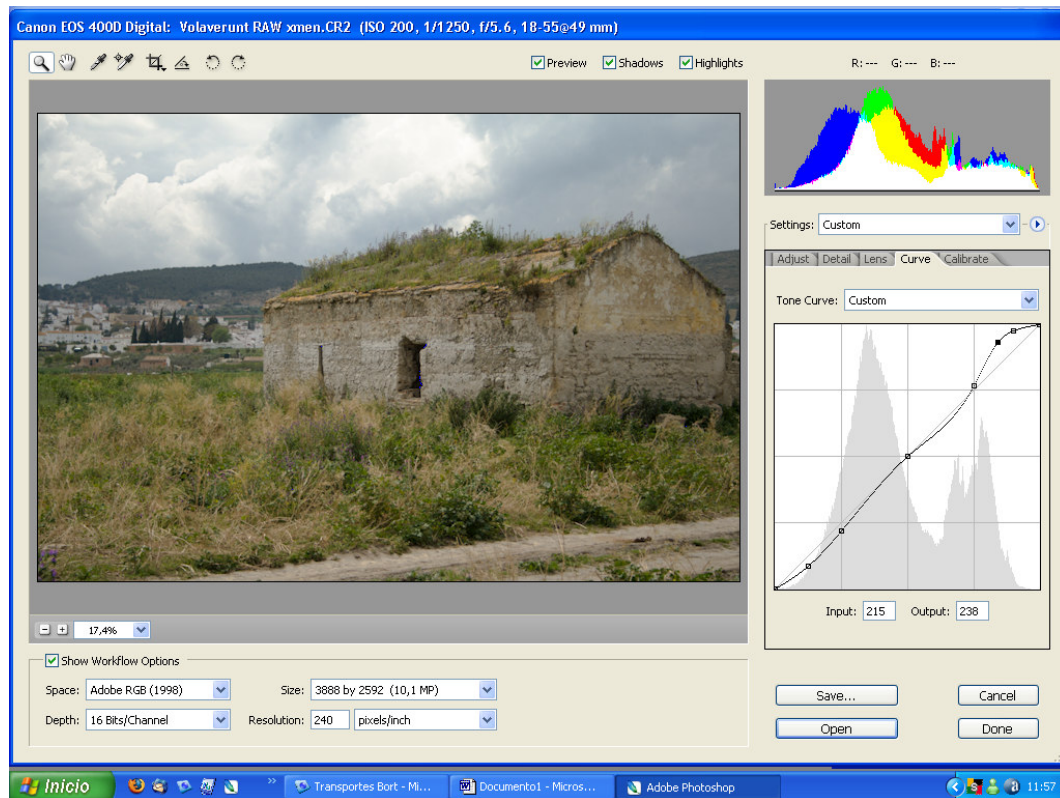 Canon EOS 400D Digital: Volaverunt RAW xmen.CR2 (ISO 200, 1/1250, f/5.6, 18-55@49 mm)
Preview Shadows Highlights
R: --- G: --- B: ---
Settings: Custom
Adjust Detail Lens Curve Calibrate
Tone Curve: Custom
Input: 215 Output: 238
17,4%
Show Workflow Options
Space: Adobe RGB (1998) Size: 3888 by 2592 (10,1 MP)
Depth: 16 Bits/Channel Resolution: 240 pixels/inch
Save... Cancel
Open Done
Inicio » Transportes Bort - Mi... Documento1 - Micros... Adobe Photoshop 11:57